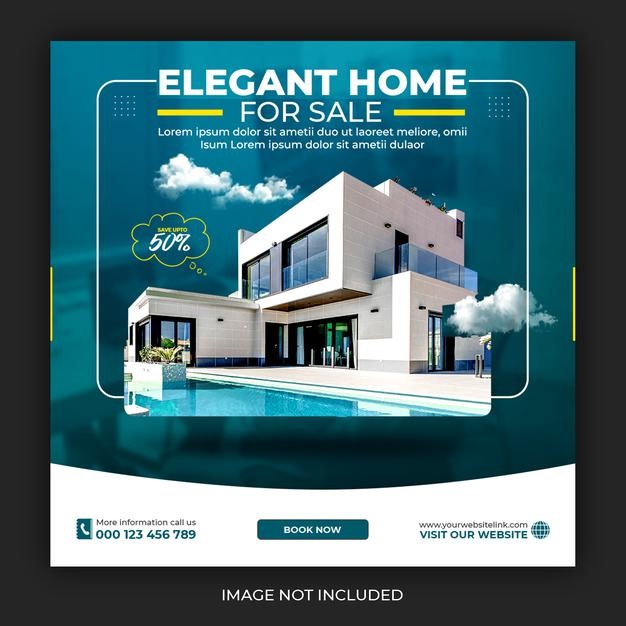 ELEGANT HOME
FOR SALE
Lorem ipsum dolor sit ametii duo ut laoreet meliore, omii
Isum Lorem ipsum dolor sit ametii dulaor
SAVE UPTO
50%
More information call us
000 123 456 789
BOOK NOW
www.yourwebsitelink.com
VISIT OUR WEBSITE
IMAGE NOT INCLUDED